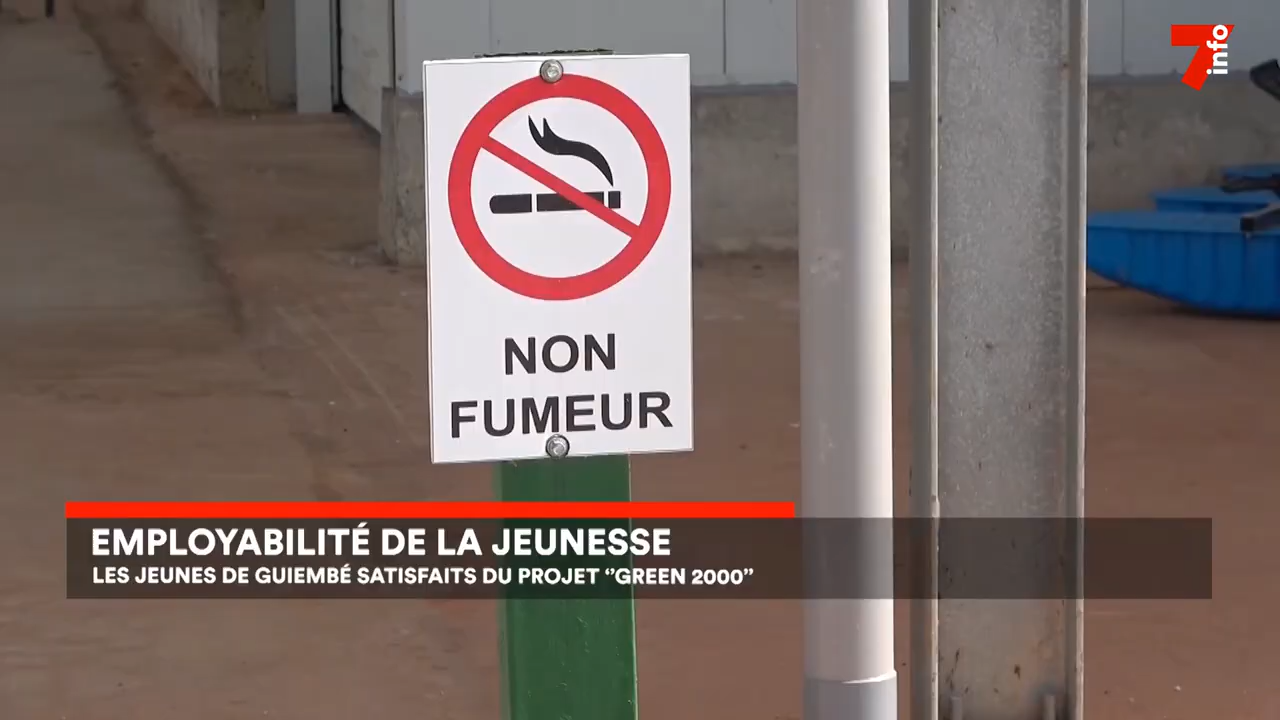 7info
NON
FUMEUR
EMPLOYABILITÉ DE LA JEUNESSE
LES JEUNES DE GUIEMBÉ SATISFAITS DU PROJET ‘’GREEN 2000’’